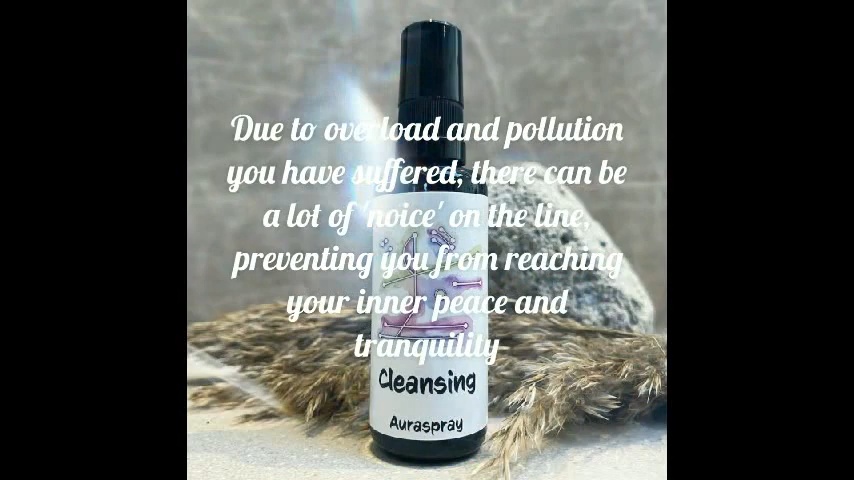 Due to overload and pollution
you have suffered, there can be
a lot of 'noice' on the line,
preventing you from reaching
your inner peace and
tranquility
Cleansing
Auraspray